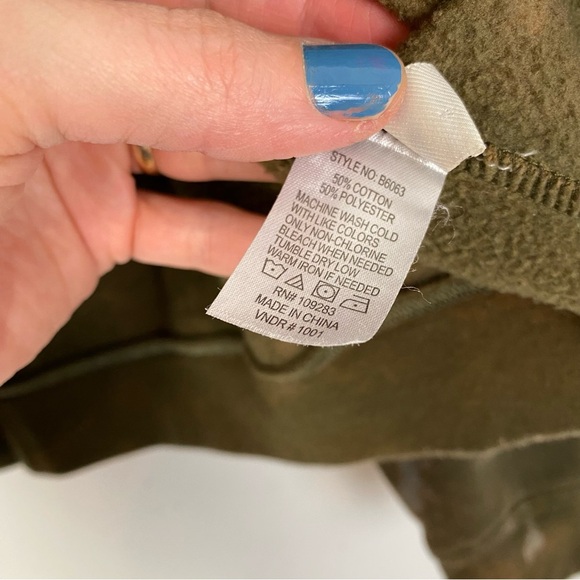 STYLE NO: B6063
50% COTTON
50% POLYESTER
MACHINE WASH COLD
WITH LIKE COLORS
ONLY NON-CHLORINE
BLEACH WHEN NEEDED
TUMBLE DRY LOW
WARM IRON IF NEEDED
RN# 109283
MADE IN CHINA
VNDR # 1001